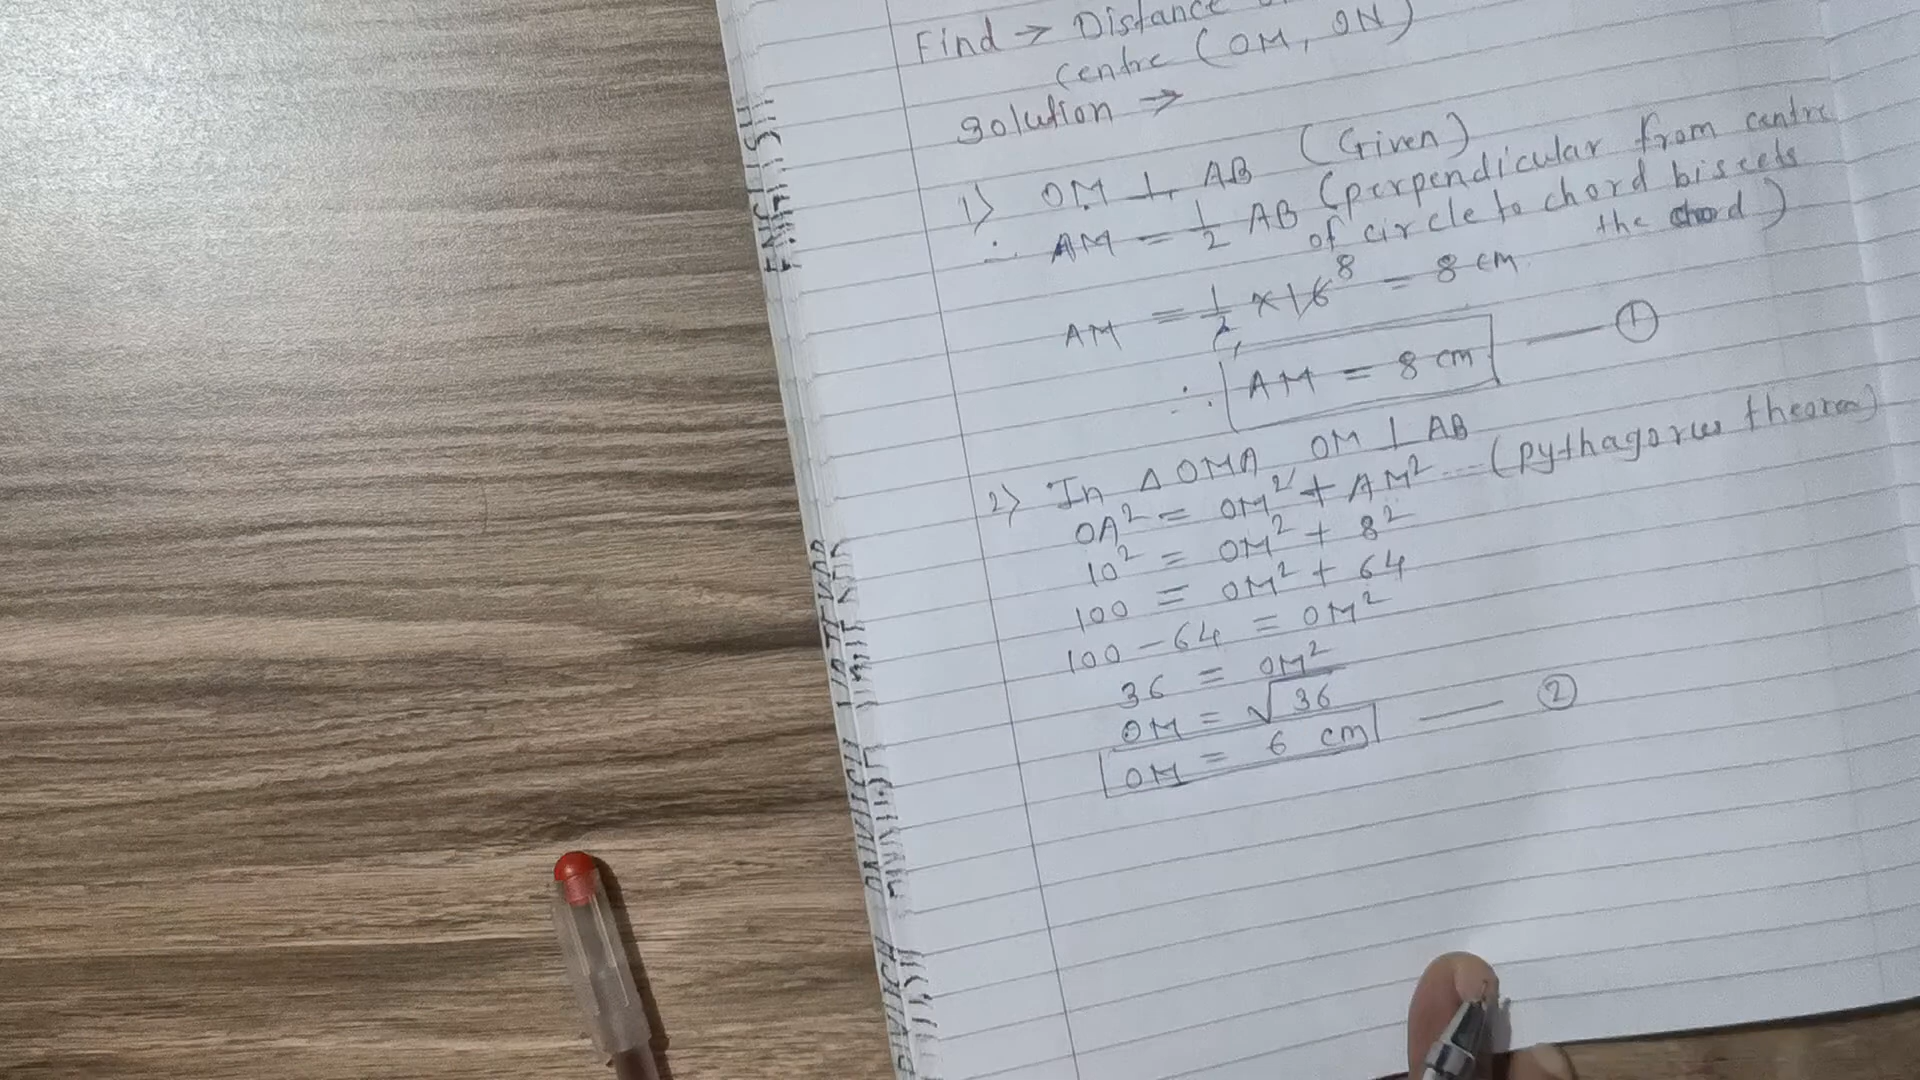 Find → Distance
centre (OM, ON)
Solution →
1) OM ⊥ AB (Given)
∴ AM = 1/2 AB (perpendicular from centre
of circle to chord bisects
the chord)
AM = 1/2 × 16 8 = 8 cm
∴ AM = 8 cm — ①
2) In △OMA OM ⊥ AB
OA² = OM² + AM² ... (pythagorus theorem)
10² = OM² + 8²
100 = OM² + 64
100 - 64 = OM²
36 = OM²
OM = √36
OM = 6 cm — ②